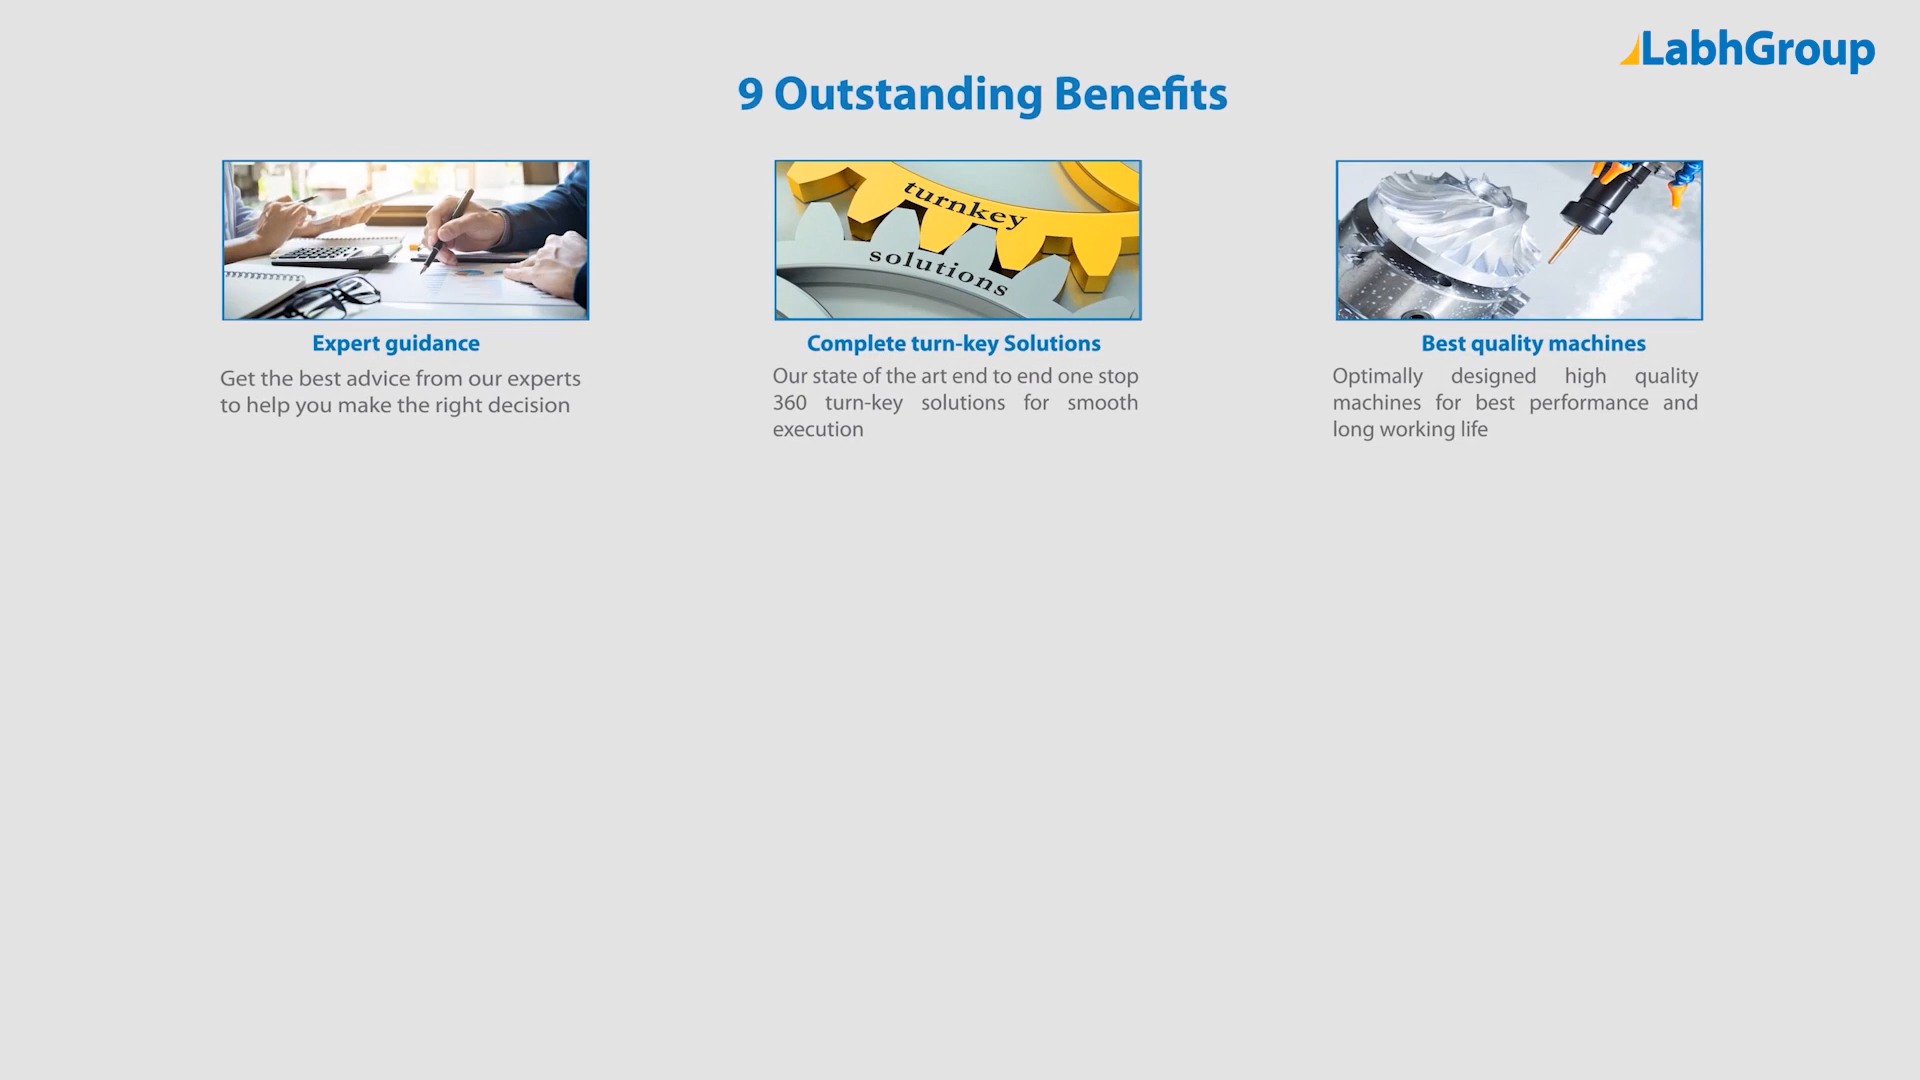 LabhGroup
9 Outstanding Benefits
turnkey
solutions
Expert guidance
Get the best advice from our experts
to help you make the right decision
Complete turn-key Solutions
Our state of the art end to end one stop
360 turn-key solutions for smooth
execution
Best quality machines
Optimally designed high quality
machines for best performance and
long working life